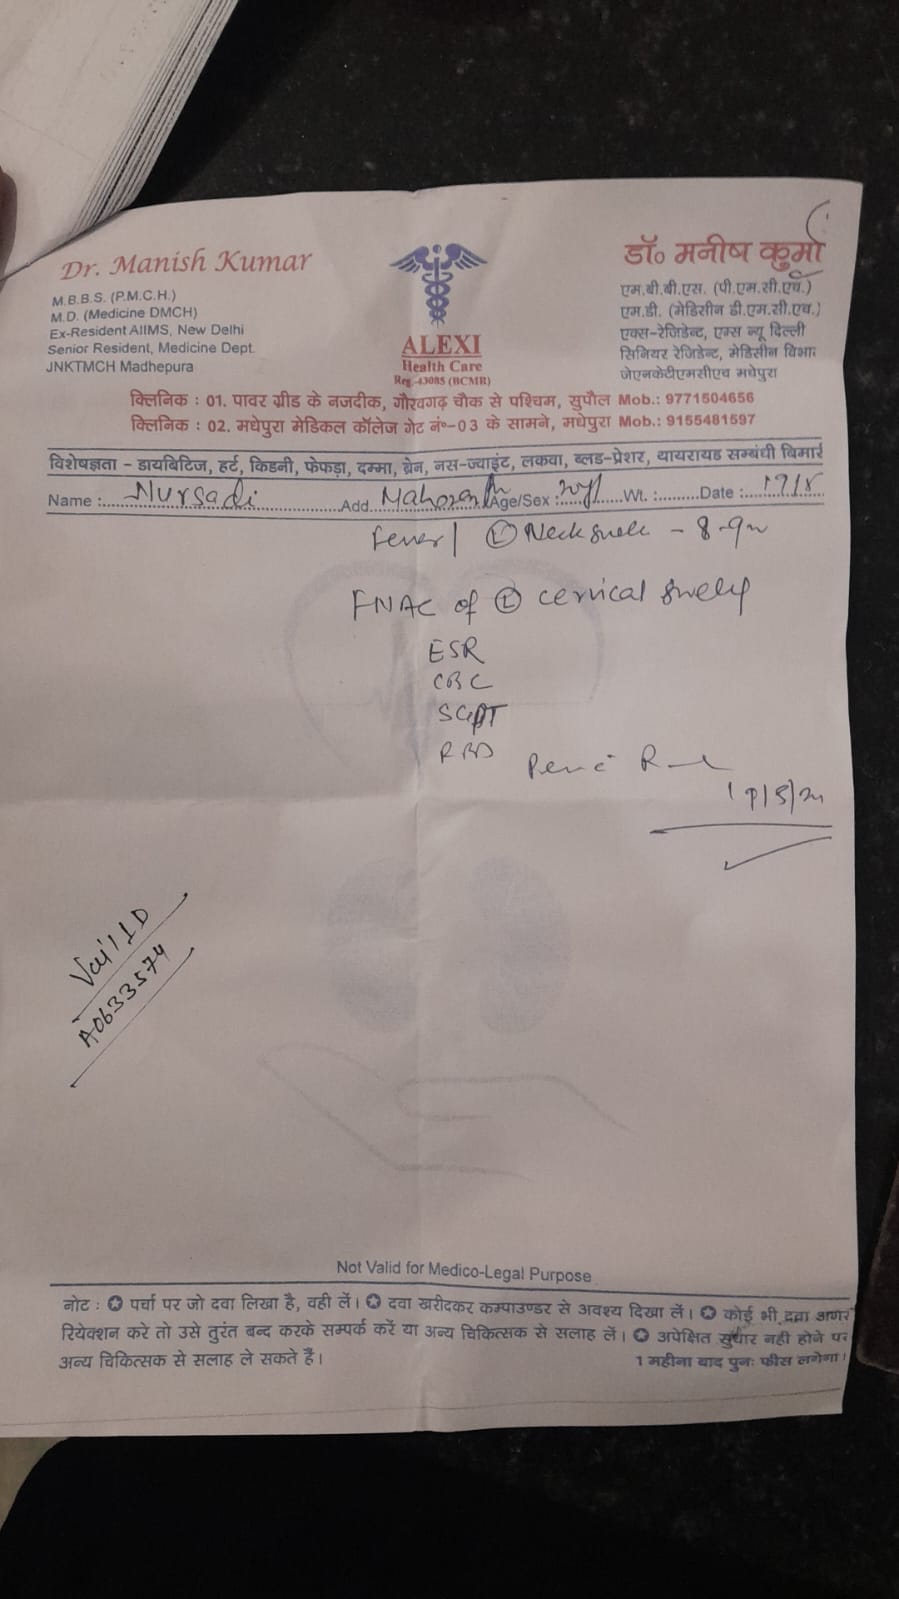 Dr. Manish Kumar
M.B.B.S. (P.M.C.H.)
M.D. (Medicine DMCH)
Ex-Resident AIIMS, New Delhi
Senior Resident, Medicine Dept.
JNKTMCH Madhepura
ALEXI
Health Care
Reg.-43085 (BCMR)
डॉ० मनीष कुमा
एम.बी.बी.एस. (पी.एम.सी.एच.)
एम.डी. (मेडिसीन डी.एम.सी.एच.)
एक्स-रेजिडेन्ट, एम्स न्यू दिल्ली
सिनियर रेजिडेन्ट, मेडिसीन विभाग
जेएनकेटीएमसीएच मधेपुरा
क्लिनिक : 01. पावर ग्रीड के नजदीक, गौरवगढ़ चौक से पश्चिम, सुपौल Mob.: 9771504656
क्लिनिक : 02. मधेपुरा मेडिकल कॉलेज गेट नं०-03 के सामने, मधेपुरा Mob.: 9155481597
विशेषज्ञता - डायबिटिज, हर्ट, किडनी, फेफड़ा, दम्मा, ब्रेन, नस-ज्वाइंट, लकवा, ब्लड-प्रेशर, थायरायड सम्बंधी बिमारी
Name : Nursadi Add. Age/Sex : Wt. : Date :
Fever / (L) Neck
FNAC of (L) cervical
ESR
CBC
SGPT
RBS
A0633574
Not Valid for Medico-Legal Purpose
नोट : पर्चा पर जो दवा लिखा है, वही लें। दवा खरीदकर कम्पाउण्डर से अवश्य दिखा लें। कोई भी दवा अगर
रियेक्शन करे तो उसे तुरंत बन्द करके सम्पर्क करें या अन्य चिकित्सक से सलाह लें। अपेक्षित सुधार नही होने पर
अन्य चिकित्सक से सलाह ले सकते हैं। 1 महीना बाद पुनः फीस लगेगा।